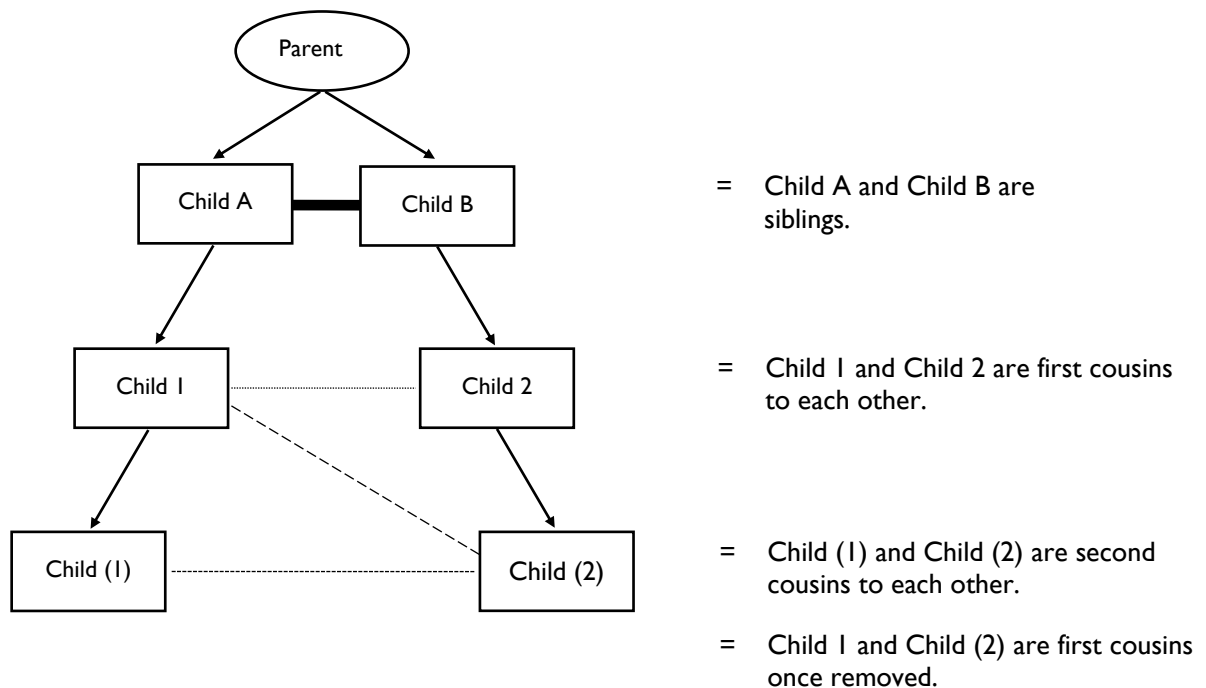 Parent
Child A
Child B
= Child A and Child B are
siblings.
Child 1
Child 2
= Child 1 and Child 2 are first cousins
to each other.
Child (1)
Child (2)
= Child (1) and Child (2) are second
cousins to each other.
= Child 1 and Child (2) are first cousins
once removed.